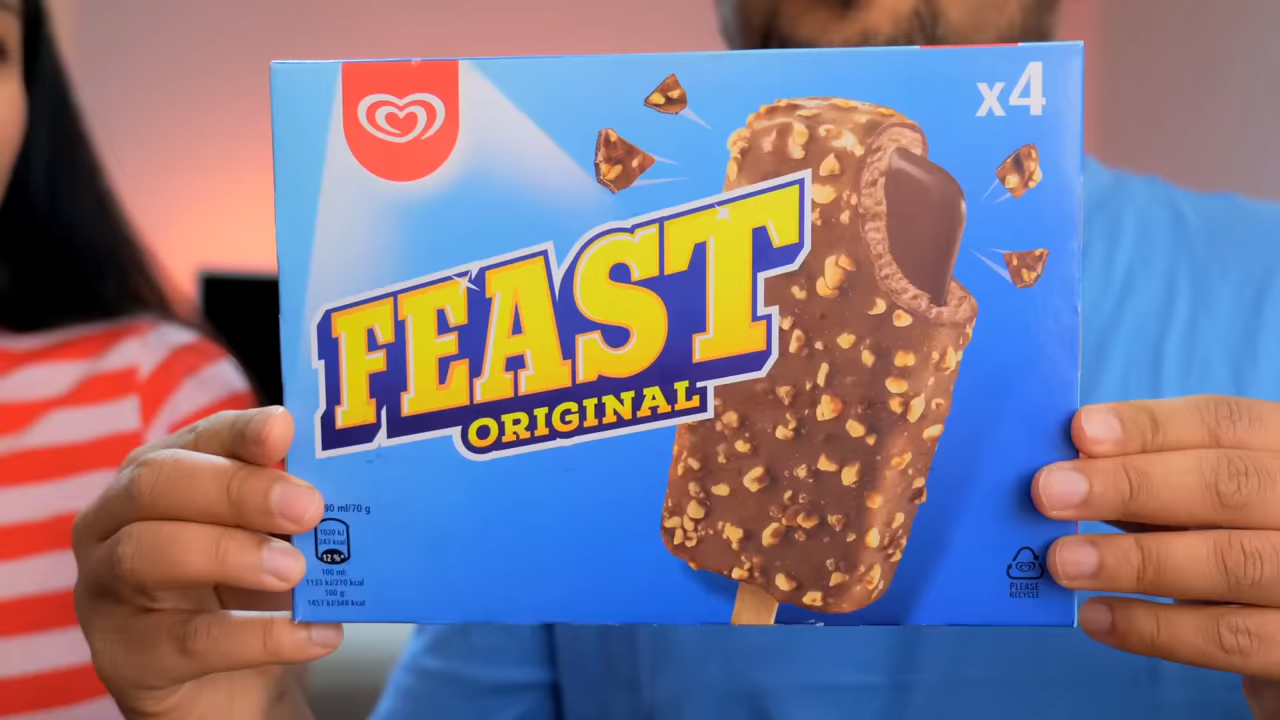 x4
FEAST
ORIGINAL
90 ml/70 g
1020 kJ
243 kcal
12 %*
100 ml:
1133 kJ/270 kcal
100 g:
1457 kJ/348 kcal
PLEASE
RECYCLE